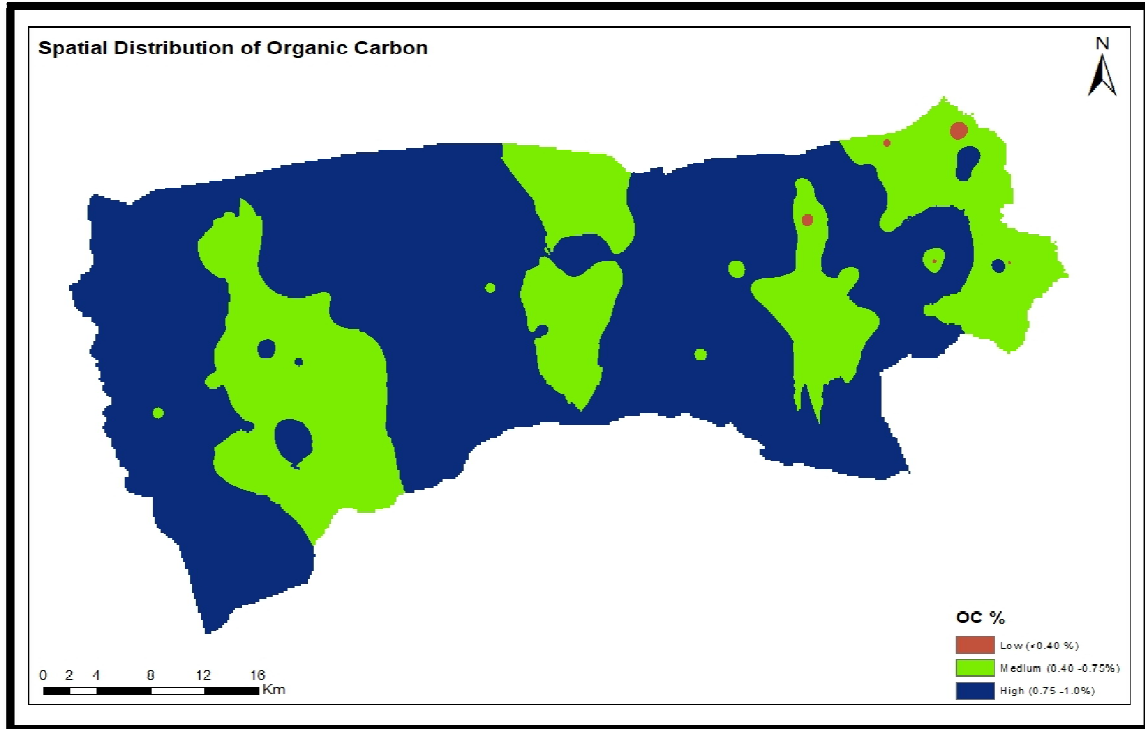 Spatial Distribution of Organic Carbon
N
OC %
Low (<0.40 %)
Medium (0.40 -0.75%)
High (0.75 -1.0%)
0 2 4 8 12 16
Km